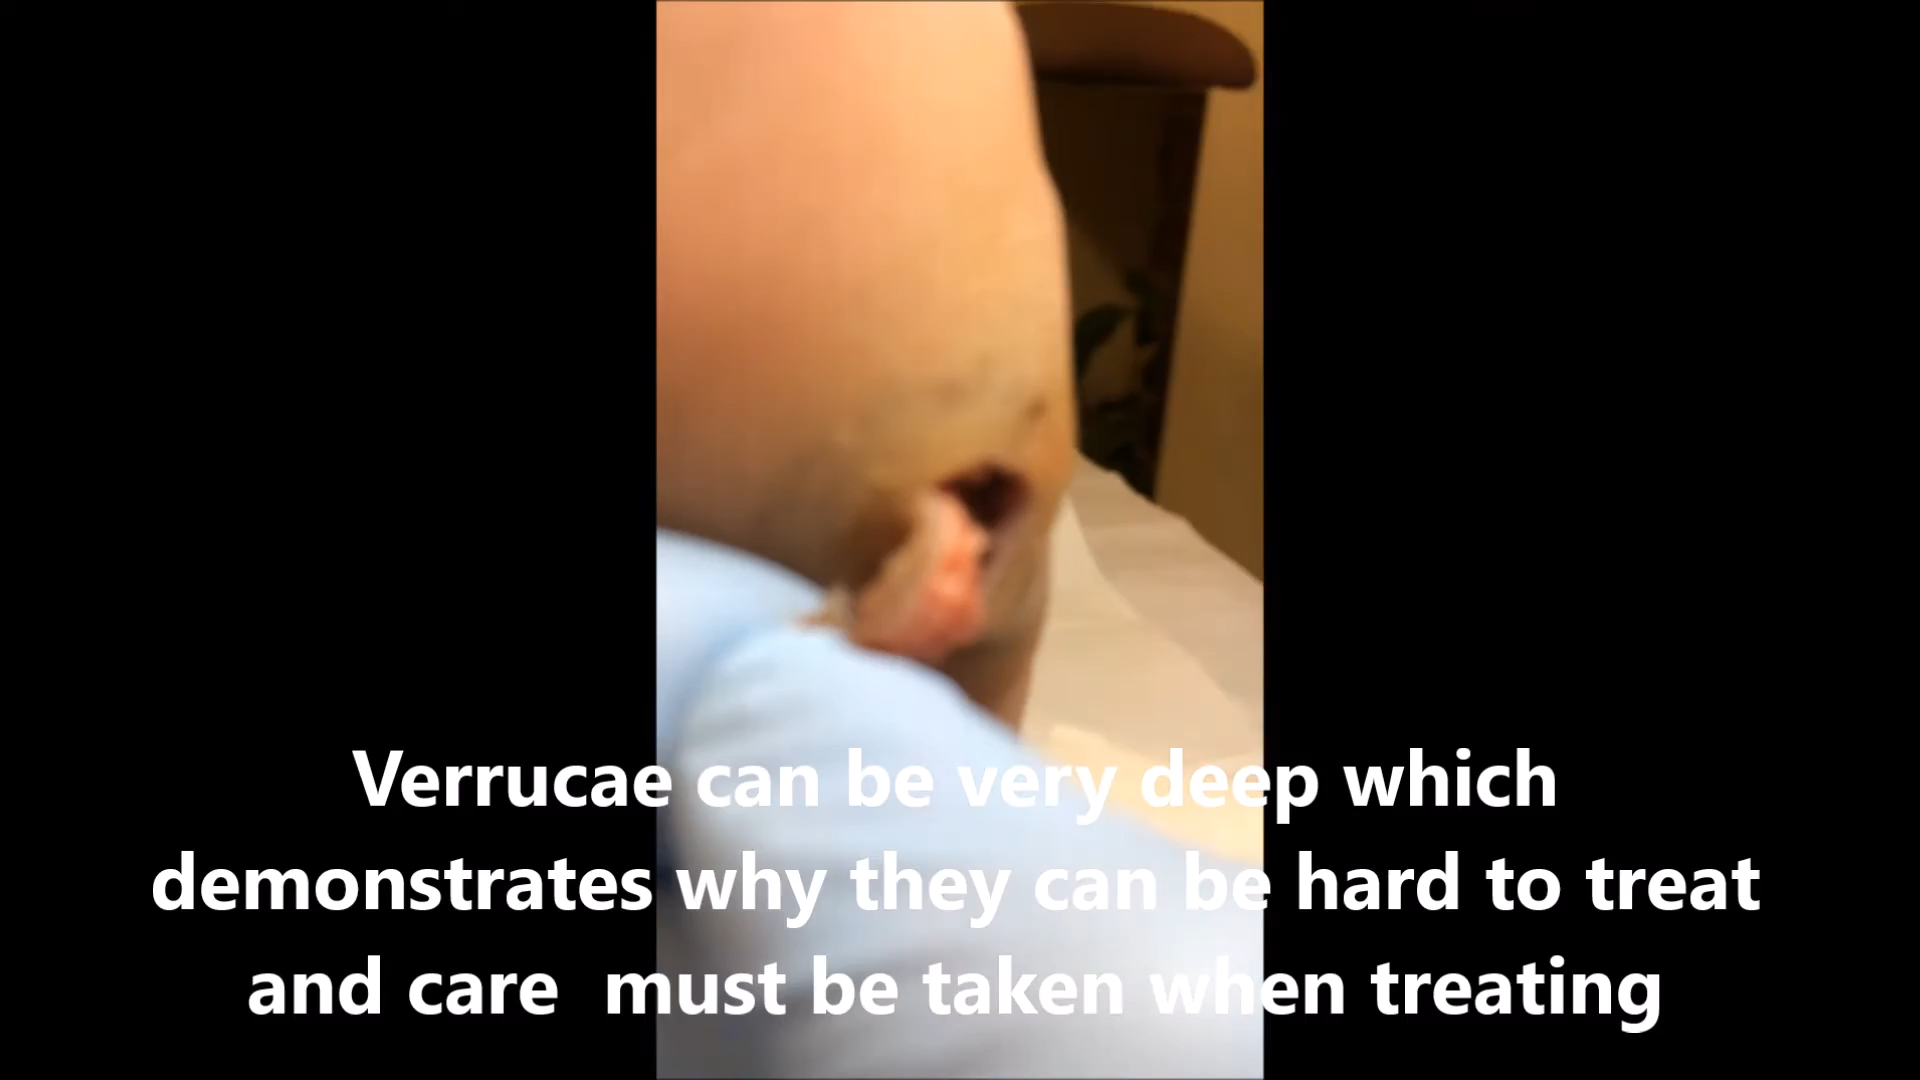 Verrucae can be very deep which
demonstrates why they can be hard to treat
and care  must be taken when treating